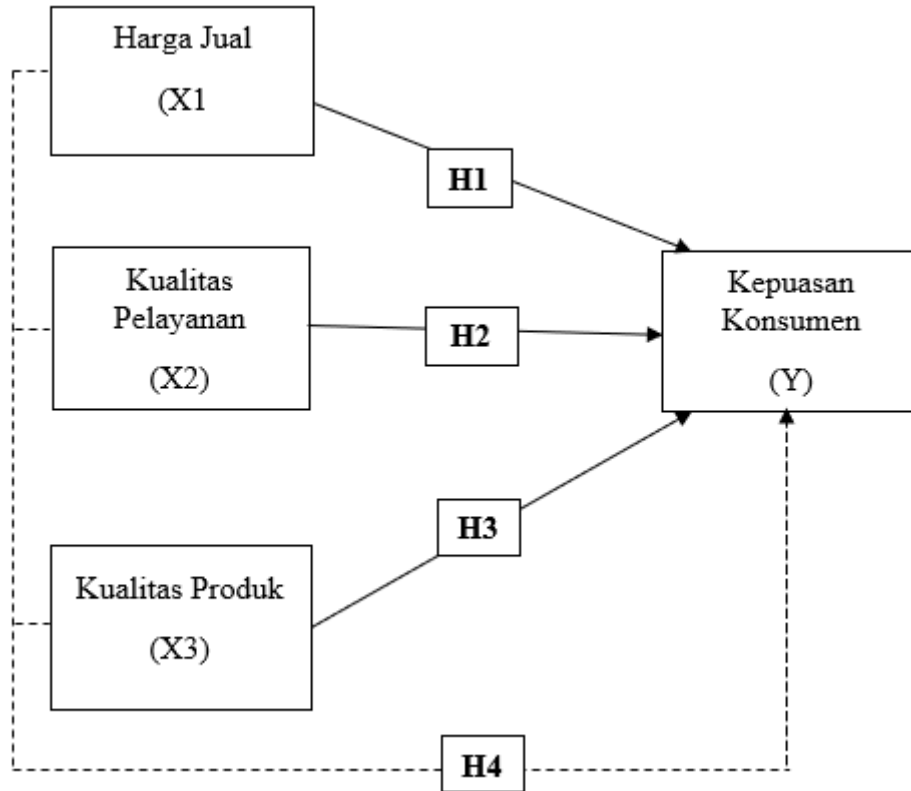 Harga Jual
(X1
H1
Kualitas
Pelayanan
(X2)
H2
Kepuasan
Konsumen
(Y)
H3
Kualitas Produk
(X3)
H4